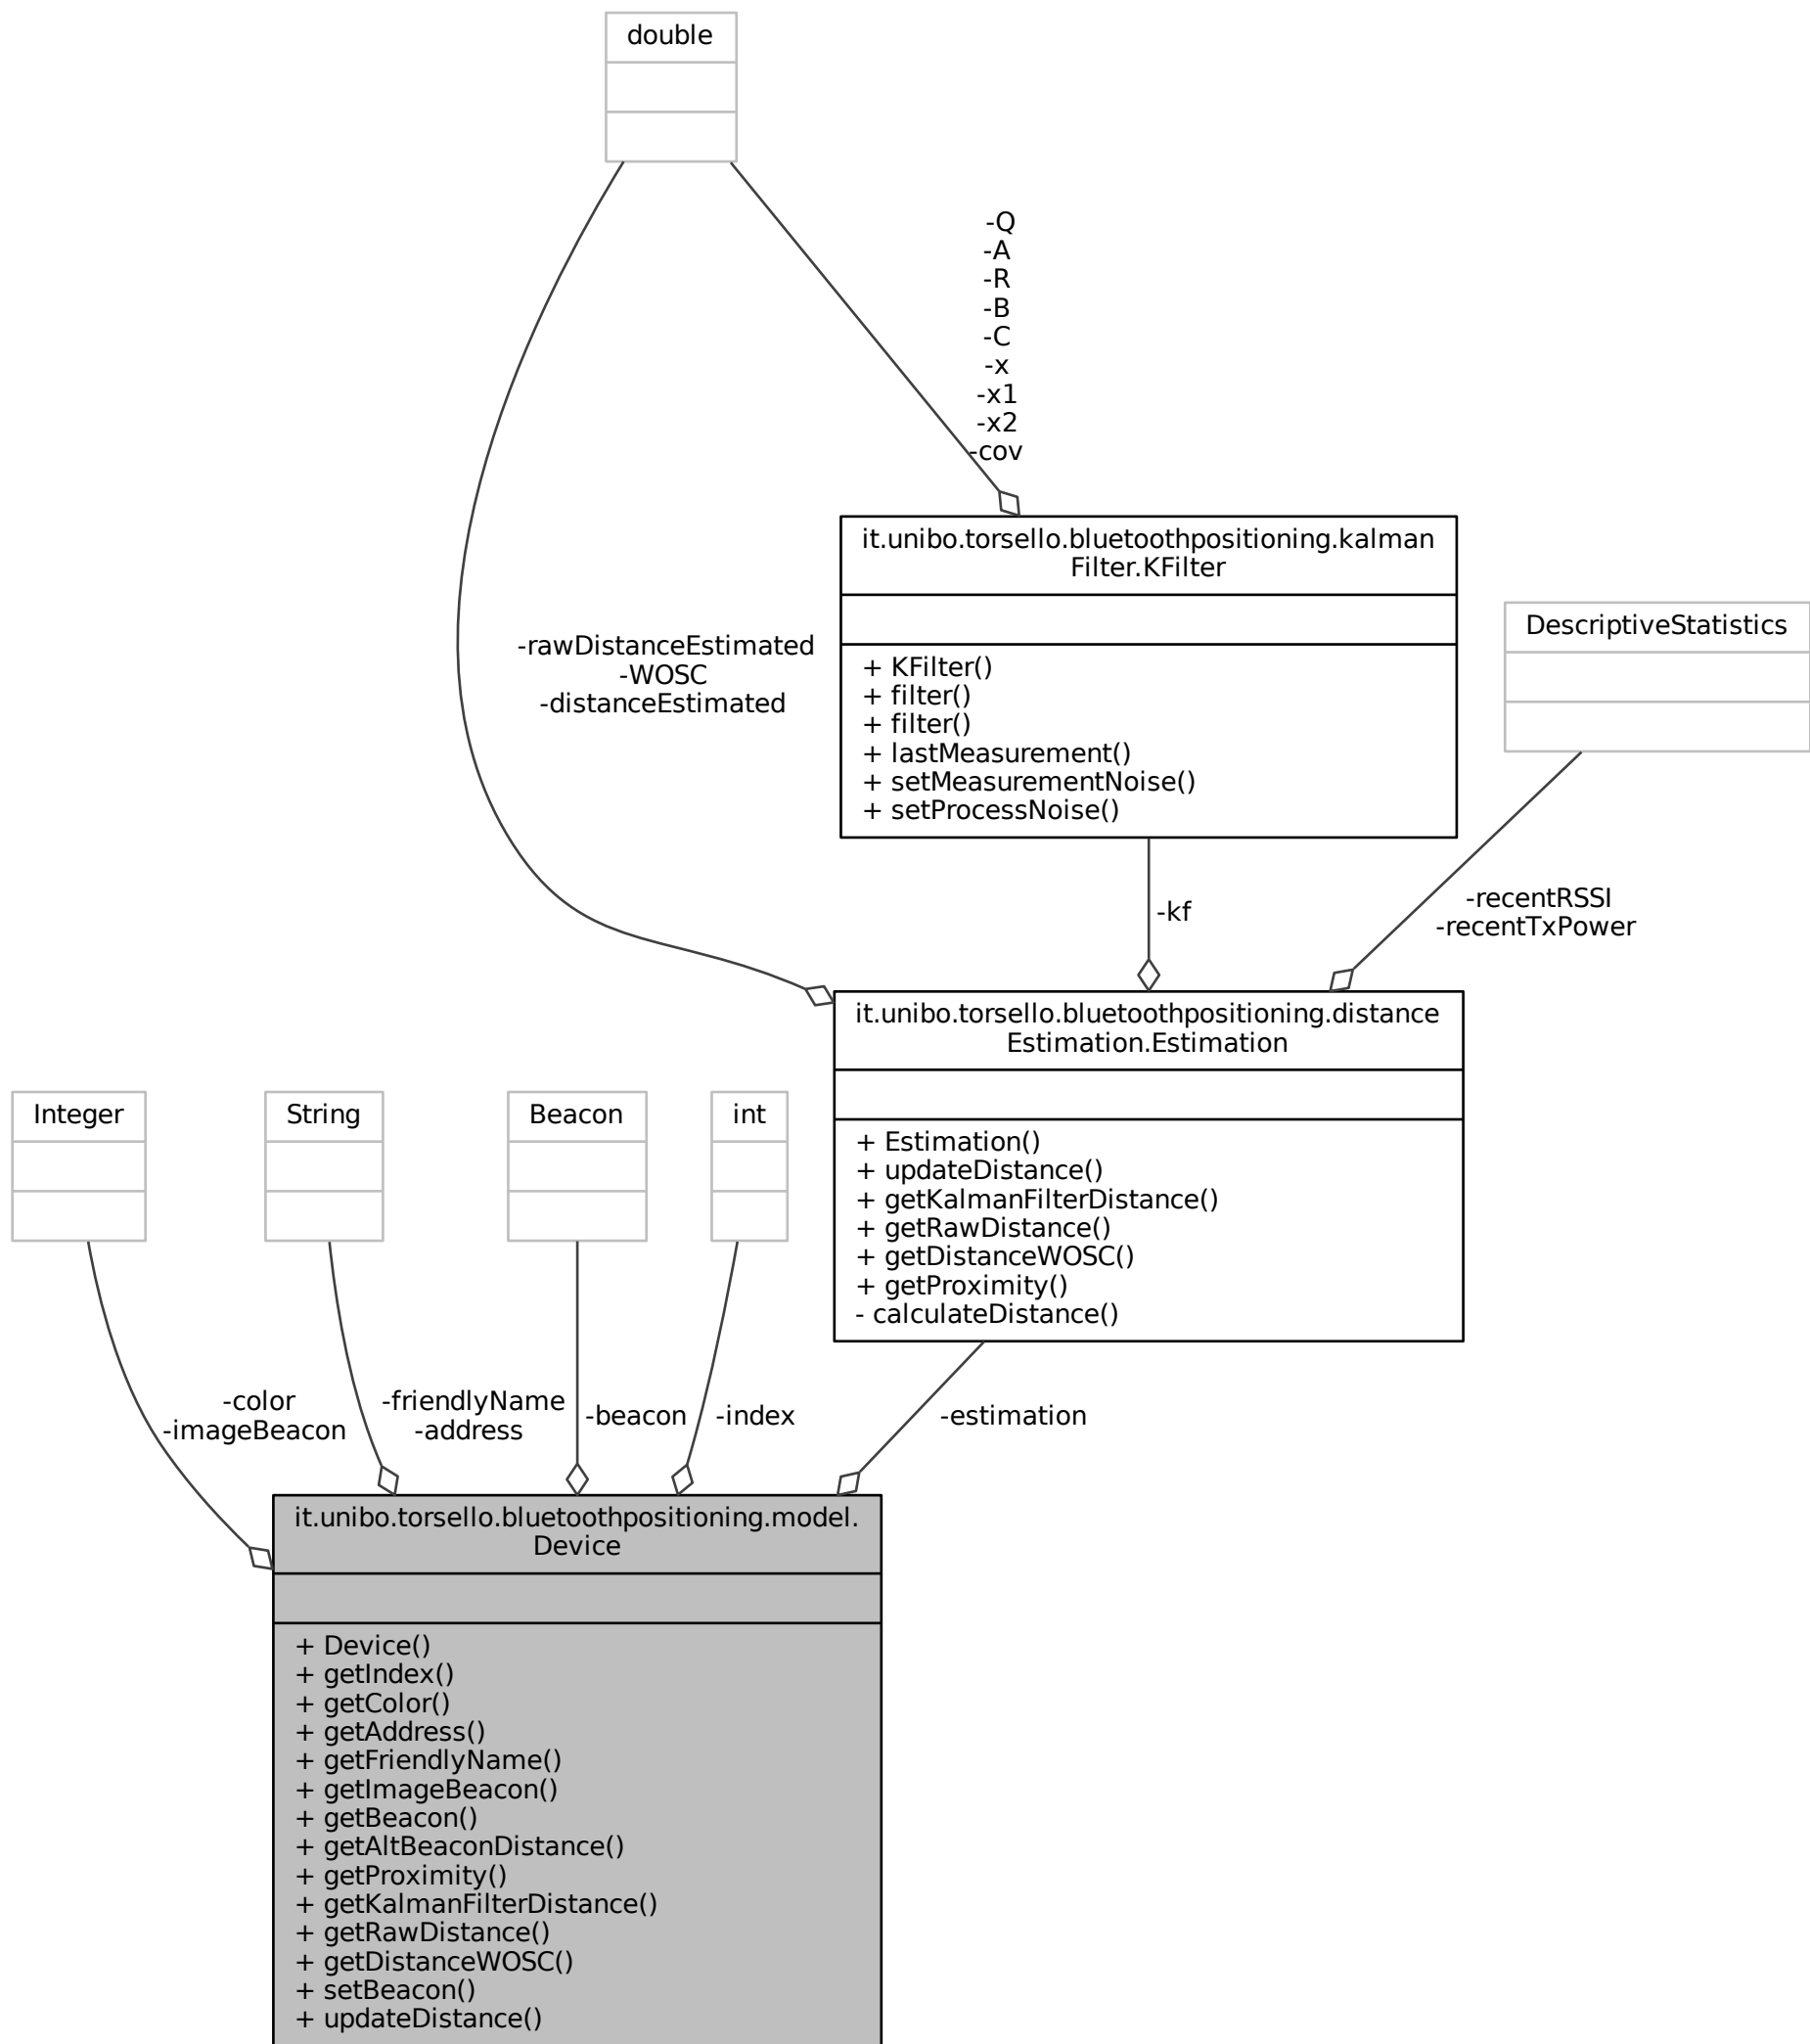 double
-Q
-A
-R
-B
-C
-x
-x1
-x2
-cov
it.unibo.torsello.bluetoothpositioning.kalman
Filter.KFilter
+ KFilter()
+ filter()
+ filter()
+ lastMeasurement()
+ setMeasurementNoise()
+ setProcessNoise()
DescriptiveStatistics
-rawDistanceEstimated
-WOSC
-distanceEstimated
-kf
-recentRSSI
-recentTxPower
it.unibo.torsello.bluetoothpositioning.distance
Estimation.Estimation
+ Estimation()
+ updateDistance()
+ getKalmanFilterDistance()
+ getRawDistance()
+ getDistanceWOSC()
+ getProximity()
- calculateDistance()
Integer
String
Beacon
int
-color
-imageBeacon
-friendlyName
-address
-beacon
-index
-estimation
it.unibo.torsello.bluetoothpositioning.model.
Device
+ Device()
+ getIndex()
+ getColor()
+ getAddress()
+ getFriendlyName()
+ getImageBeacon()
+ getBeacon()
+ getAltBeaconDistance()
+ getProximity()
+ getKalmanFilterDistance()
+ getRawDistance()
+ getDistanceWOSC()
+ setBeacon()
+ updateDistance()